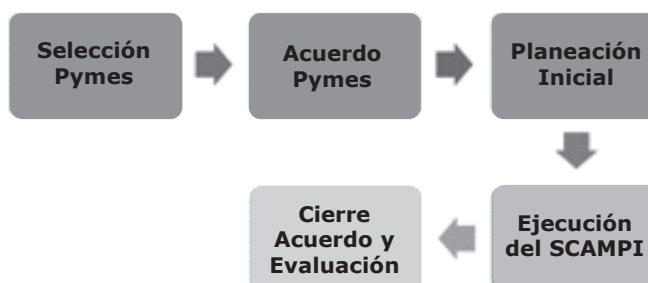 Selección
Pymes
Acuerdo
Pymes
Planeación
Inicial
Ejecución
del SCAMPI
Cierre
Acuerdo y
Evaluación